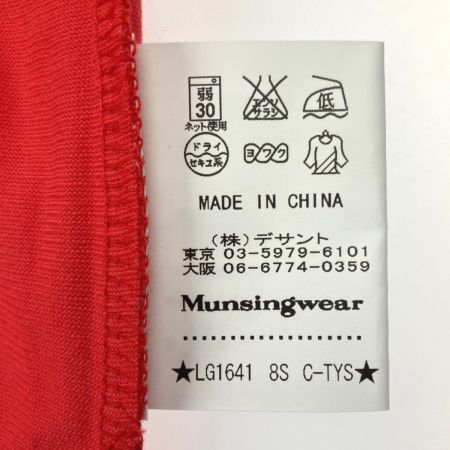 弱
30
ネット使用
エンソ
サラシ
低
ドライ
セキユ系
ヨワク
MADE IN CHINA
(株)デサント
東京 03-5979-6101
大阪 06-6774-0359
Munsingwear
★LG1641 8S C-TYS★